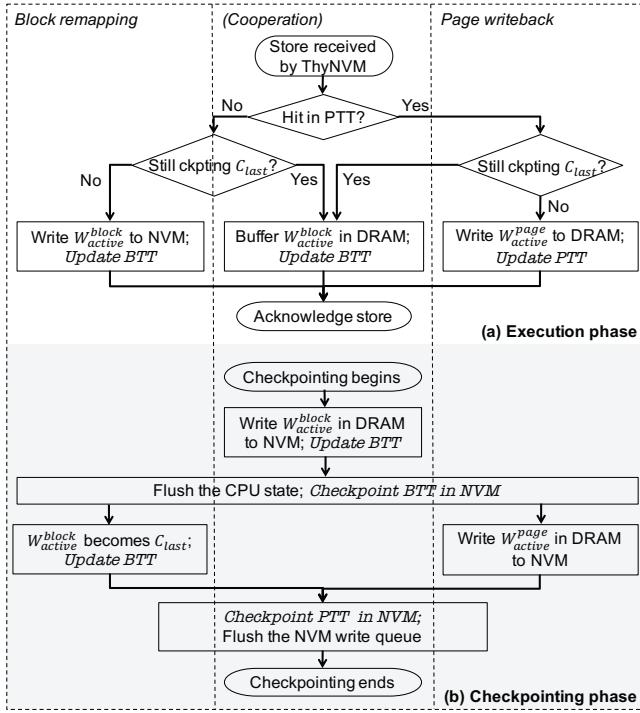 Block remapping
(Cooperation)
Page writeback
Store received
by ThyNVM
Hit in PTT?
No
Yes
Still ckpting C_last?
Still ckpting C_last?
No
Yes
Yes
No
Write W_active^block to NVM;
Update BTT
Buffer W_active^block in DRAM;
Update BTT
Write W_active^page to DRAM;
Update PTT
Acknowledge store
(a) Execution phase
Checkpointing begins
Write W_active^block in DRAM
to NVM; Update BTT
Flush the CPU state; Checkpoint BTT in NVM
W_active^block becomes C_last;
Update BTT
Write W_active^page in DRAM
to NVM
Checkpoint PTT in NVM;
Flush the NVM write queue
Checkpointing ends
(b) Checkpointing phase